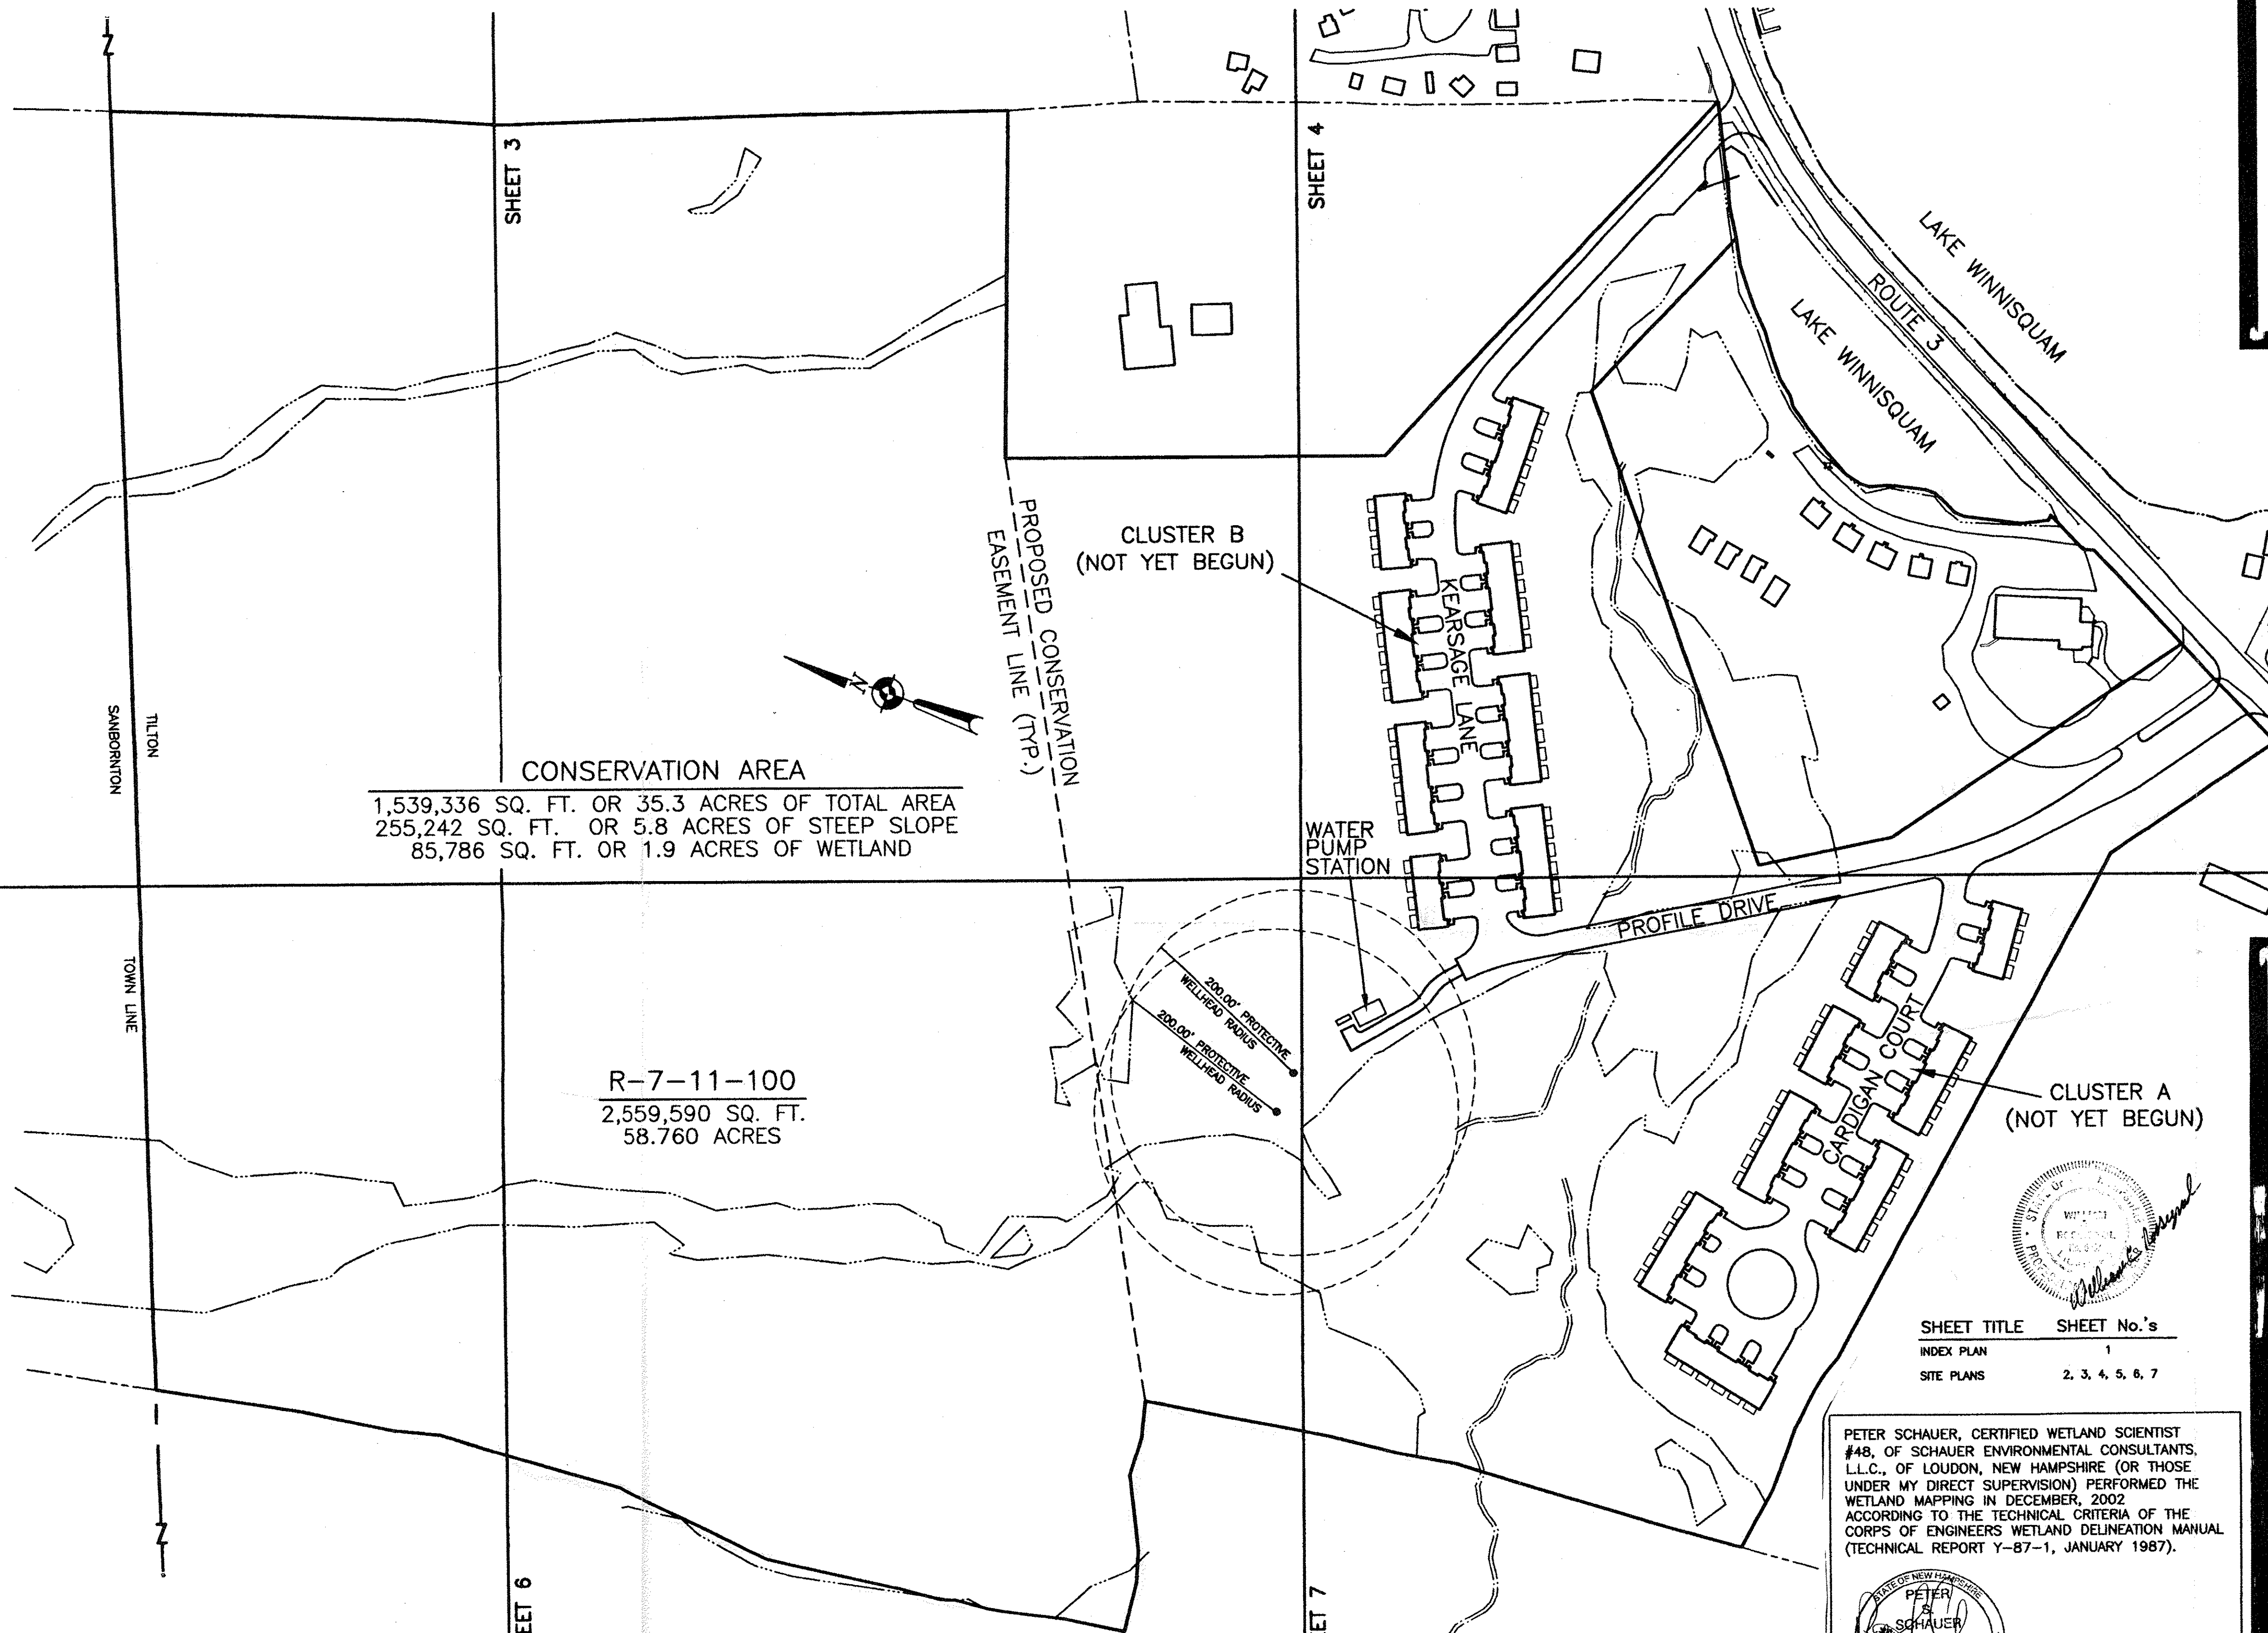 SHEET 3
SHEET 4
LAKE WINNISQUAM
ROUTE 3
LAKE WINNISQUAM
PROPOSED CONSERVATION
EASEMENT LINE (TYP.)
CLUSTER B
(NOT YET BEGUN)
KEARSAGE LANE
N
TILTON
SANBORNTON
TOWN LINE
CONSERVATION AREA
1,539,336 SQ. FT. OR 35.3 ACRES OF TOTAL AREA
255,242 SQ. FT. OR 5.8 ACRES OF STEEP SLOPE
85,786 SQ. FT. OR 1.9 ACRES OF WETLAND
WATER
PUMP
STATION
PROFILE DRIVE
200.00' PROTECTIVE
WELLHEAD RADIUS
200.00' PROTECTIVE
WELLHEAD RADIUS
R-7-11-100
2,559,590 SQ. FT.
58.760 ACRES
CARDIGAN COURT
CLUSTER A
(NOT YET BEGUN)
SHEET TITLE SHEET No.'s
INDEX PLAN 1
SITE PLANS 2, 3, 4, 5, 6, 7
PETER SCHAUER, CERTIFIED WETLAND SCIENTIST
#48, OF SCHAUER ENVIRONMENTAL CONSULTANTS,
L.L.C., OF LOUDON, NEW HAMPSHIRE (OR THOSE
UNDER MY DIRECT SUPERVISION) PERFORMED THE
WETLAND MAPPING IN DECEMBER, 2002
ACCORDING TO THE TECHNICAL CRITERIA OF THE
CORPS OF ENGINEERS WETLAND DELINEATION MANUAL
(TECHNICAL REPORT Y-87-1, JANUARY 1987).
STATE OF NEW HAMPSHIRE
PETER
S.
SCHAUER
EET 6
EET 7